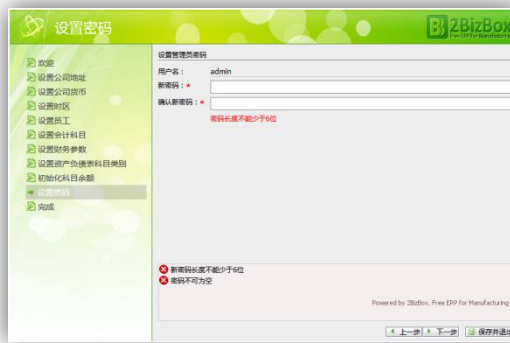 设置密码
2BizBox
Free ERP for Manufacturing
欢迎
设置公司地址
设置公司货币
设置时区
设置员工
设置会计科目
设置财务参数
设置资产负债表科目类别
初始化科目余额
设置密码
完成
设置管理员密码
用户名： admin
新密码：*
确认新密码：*
密码长度不能少于6位
新密码长度不能少于6位
密码不可为空
Powered by 2BizBox, Free ERP for Manufacturing
上一步 下一步 保存并退出